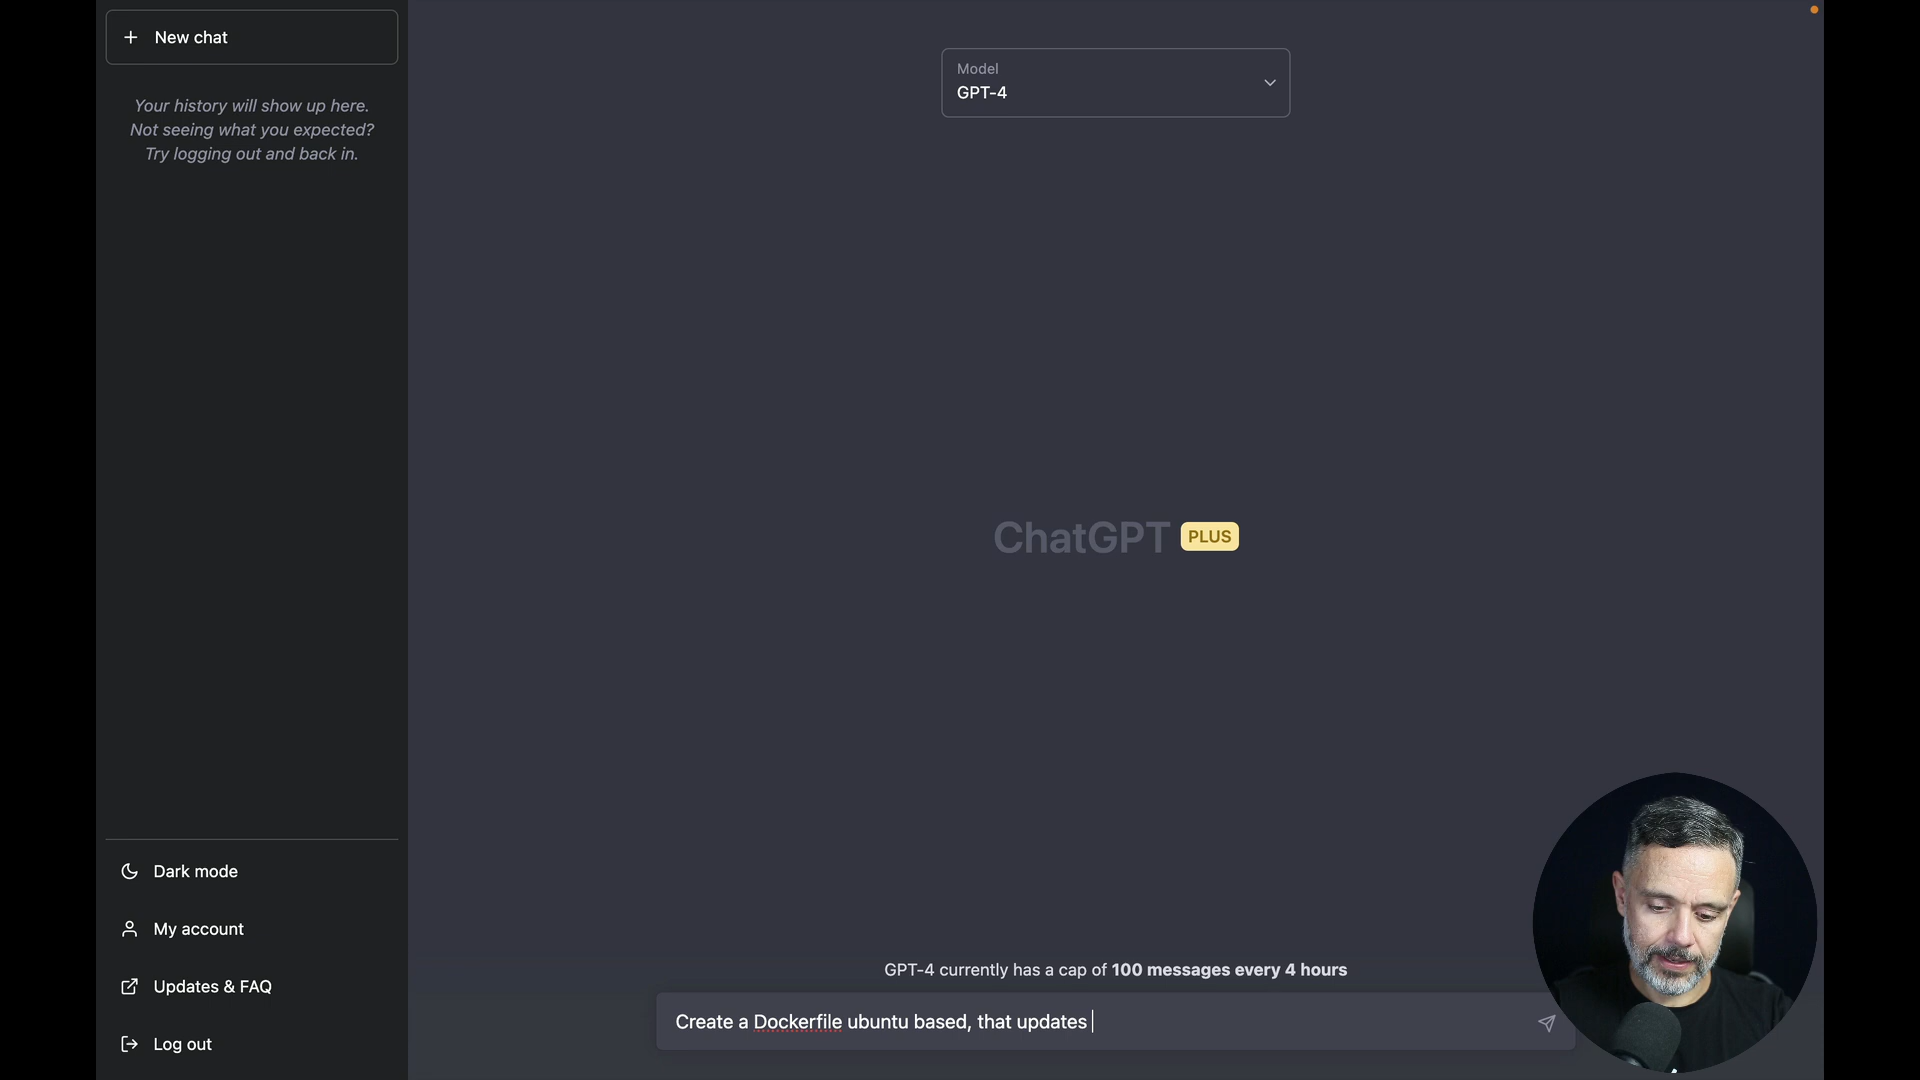 New chat
Your history will show up here.
Not seeing what you expected?
Try logging out and back in.
Dark mode
My account
Updates & FAQ
Log out
Model
GPT-4
ChatGPT PLUS
GPT-4 currently has a cap of 100 messages every 4 hours
Create a Dockerfile ubuntu based, that updates